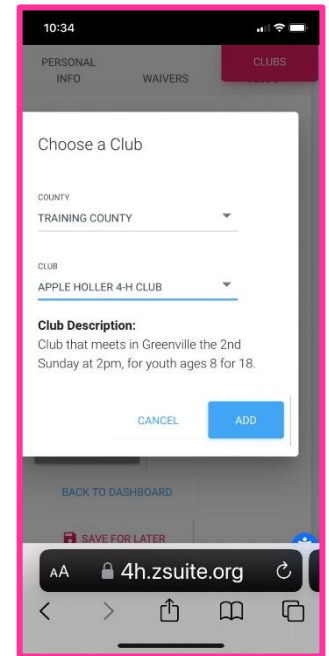 10:34
PERSONAL INFO
WAIVERS
CLUBS
Choose a Club
COUNTY
TRAINING COUNTY
CLUB
APPLE HOLLER 4-H CLUB
Club Description:
Club that meets in Greenville the 2nd
Sunday at 2pm, for youth ages 8 for 18.
CANCEL
ADD
BACK TO DASHBOARD
SAVE FOR LATER
AA
4h.zsuite.org